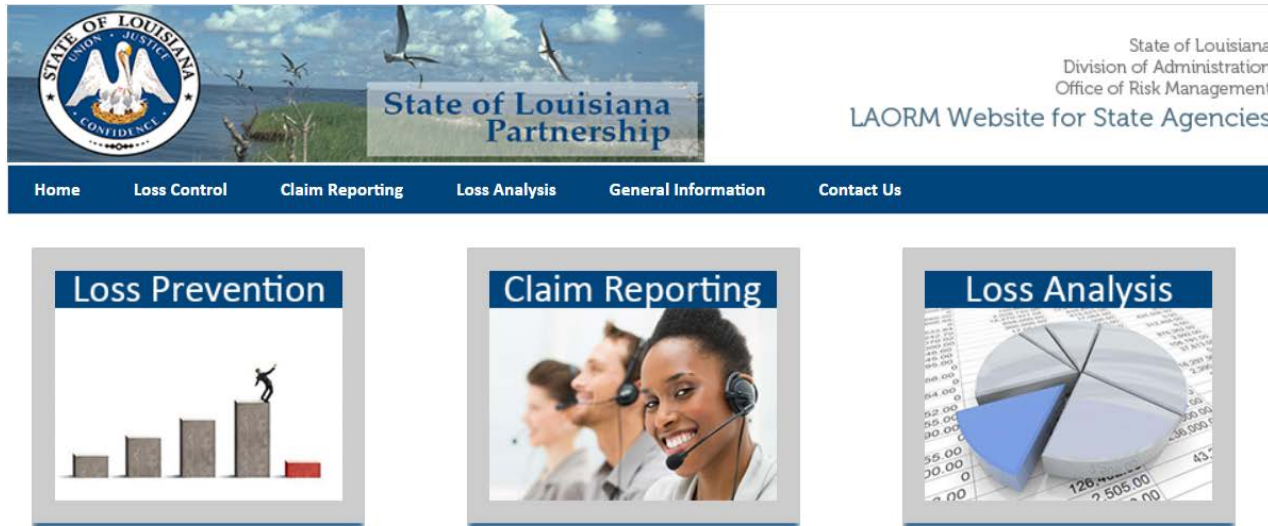 STATE OF LOUISIANA
UNION · JUSTICE
CONFIDENCE
State of Louisiana
Partnership
State of Louisiana
Division of Administration
Office of Risk Management
LAORM Website for State Agencies
Home Loss Control Claim Reporting Loss Analysis General Information Contact Us
Loss Prevention Claim Reporting Loss Analysis